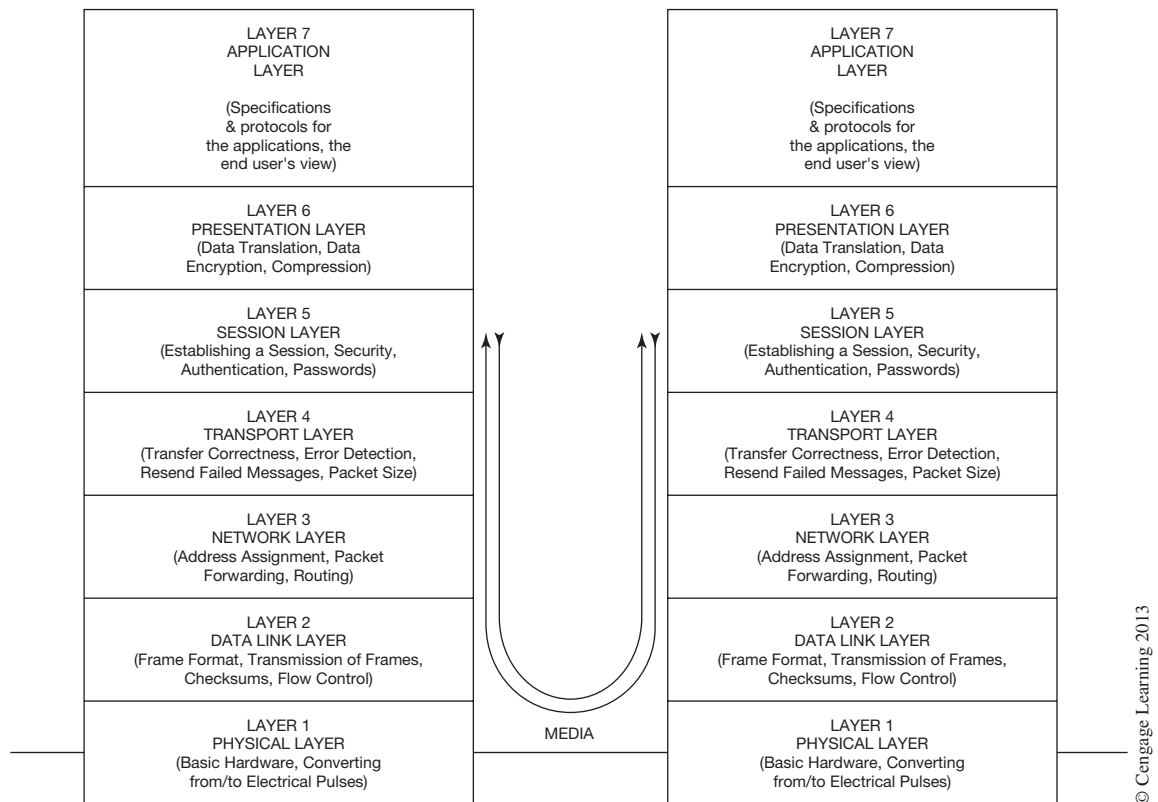 LAYER 7
APPLICATION
LAYER
(Specifications
& protocols for
the applications, the
end user's view)
LAYER 6
PRESENTATION LAYER
(Data Translation, Data
Encryption, Compression)
LAYER 5
SESSION LAYER
(Establishing a Session, Security,
Authentication, Passwords)
LAYER 4
TRANSPORT LAYER
(Transfer Correctness, Error Detection,
Resend Failed Messages, Packet Size)
LAYER 3
NETWORK LAYER
(Address Assignment, Packet
Forwarding, Routing)
LAYER 2
DATA LINK LAYER
(Frame Format, Transmission of Frames,
Checksums, Flow Control)
LAYER 1
PHYSICAL LAYER
(Basic Hardware, Converting
from/to Electrical Pulses)
MEDIA
LAYER 7
APPLICATION
LAYER
(Specifications
& protocols for
the applications, the
end user's view)
LAYER 6
PRESENTATION LAYER
(Data Translation, Data
Encryption, Compression)
LAYER 5
SESSION LAYER
(Establishing a Session, Security,
Authentication, Passwords)
LAYER 4
TRANSPORT LAYER
(Transfer Correctness, Error Detection,
Resend Failed Messages, Packet Size)
LAYER 3
NETWORK LAYER
(Address Assignment, Packet
Forwarding, Routing)
LAYER 2
DATA LINK LAYER
(Frame Format, Transmission of Frames,
Checksums, Flow Control)
LAYER 1
PHYSICAL LAYER
(Basic Hardware, Converting
from/to Electrical Pulses)
© Cengage Learning 2013